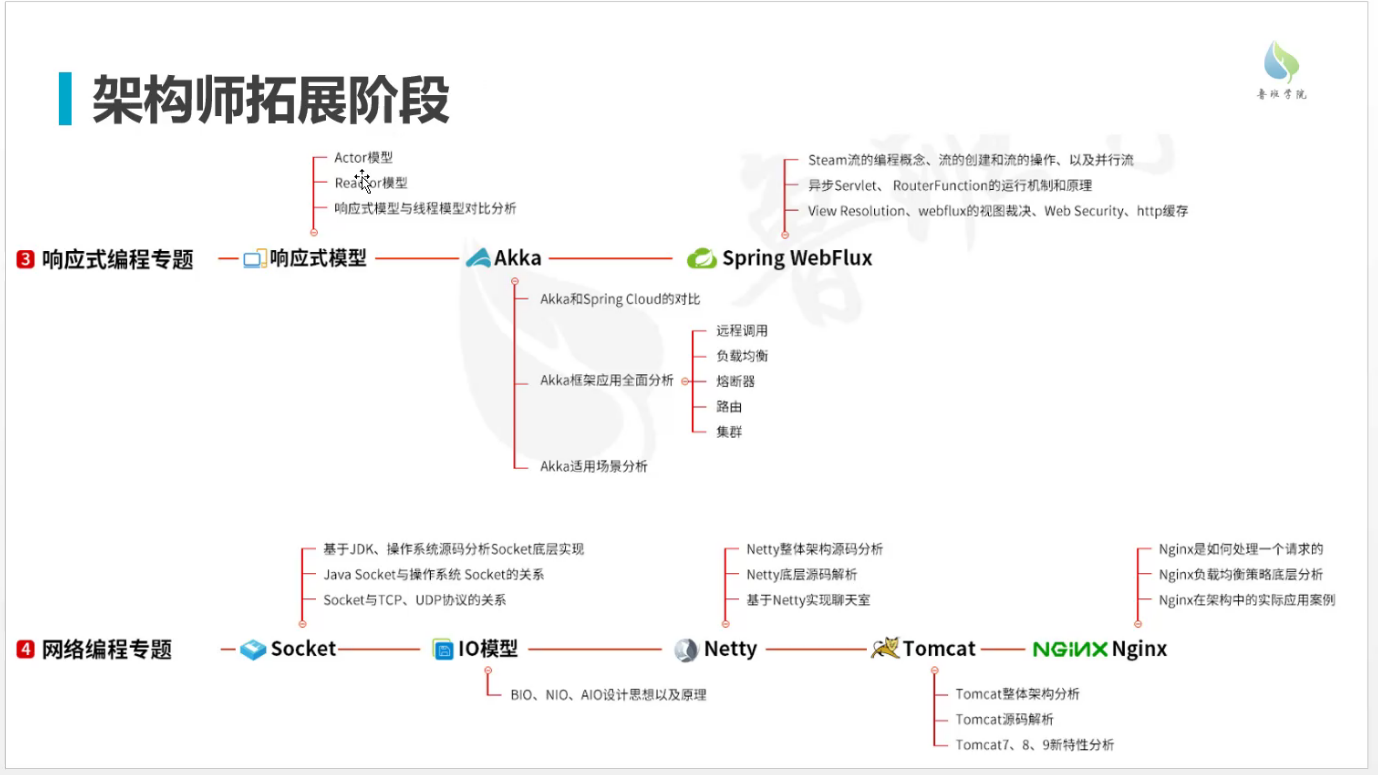 架构师拓展阶段
鲁班学院
Actor模型
Reactor模型
响应式模型与线程模型对比分析
Steam流的编程概念、流的创建和流的操作、以及并行流
异步Servlet、RouterFunction的运行机制和原理
View Resolution、webflux的视图裁决、Web Security、http缓存
3 响应式编程专题
响应式模型
Akka
Spring WebFlux
Akka和Spring Cloud的对比
Akka框架应用全面分析
远程调用
负载均衡
熔断器
路由
集群
Akka适用场景分析
基于JDK、操作系统源码分析Socket底层实现
Java Socket与操作系统 Socket的关系
Socket与TCP、UDP协议的关系
Netty整体架构源码分析
Netty底层源码解析
基于Netty实现聊天室
Nginx是如何处理一个请求的
Nginx负载均衡策略底层分析
Nginx在架构中的实际应用案例
4 网络编程专题
Socket
IO模型
Netty
Tomcat
NGINX Nginx
BIO、NIO、AIO设计思想以及原理
Tomcat整体架构分析
Tomcat源码解析
Tomcat7、8、9新特性分析